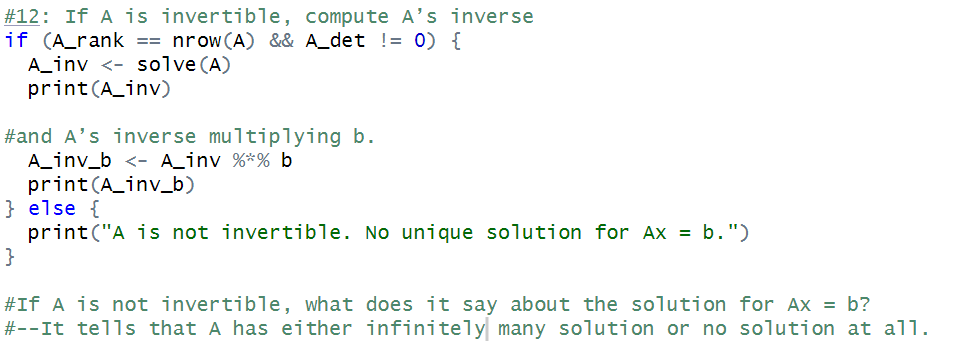 #12: If A is invertible, compute A’s inverse
if (A_rank == nrow(A) && A_det != 0) {
  A_inv <- solve(A)
  print(A_inv)
#and A’s inverse multiplying b.
  A_inv_b <- A_inv %*% b
  print(A_inv_b)
} else {
  print("A is not invertible. No unique solution for Ax = b.")
}
#If A is not invertible, what does it say about the solution for Ax = b?
#--It tells that A has either infinitely many solution or no solution at all.